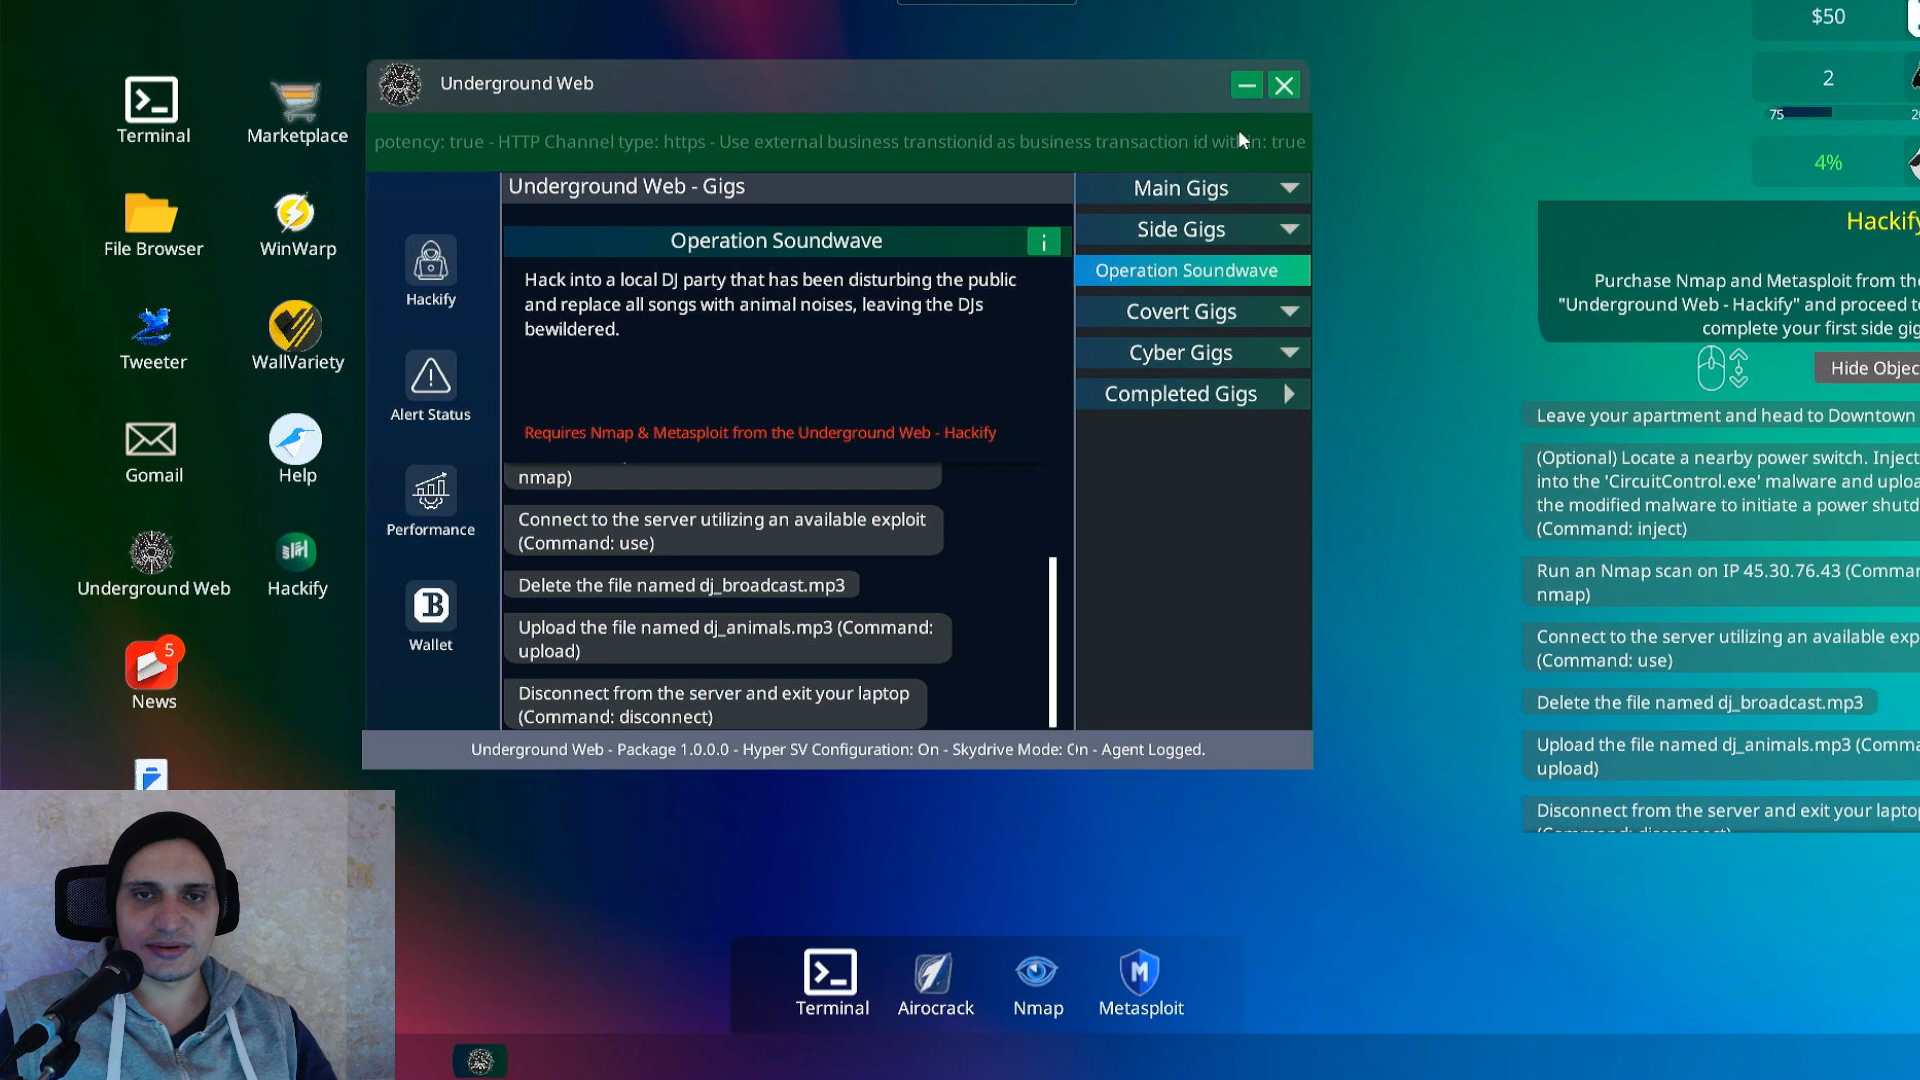 $50
2
75
4%
Terminal
Marketplace
File Browser
WinWarp
Tweeter
WallVariety
Gomail
Help
Underground Web
Hackify
5
News
Underground Web
potency: true - HTTP Channel type: https - Use external business transtionid as business transaction id within: true
Hackify
Alert Status
Performance
B
Wallet
Underground Web - Gigs
Operation Soundwave
i
Hack into a local DJ party that has been disturbing the public
and replace all songs with animal noises, leaving the DJs
bewildered.
Requires Nmap & Metasploit from the Underground Web - Hackify
nmap)
Connect to the server utilizing an available exploit
(Command: use)
Delete the file named dj_broadcast.mp3
Upload the file named dj_animals.mp3 (Command:
upload)
Disconnect from the server and exit your laptop
(Command: disconnect)
Main Gigs
Side Gigs
Operation Soundwave
Covert Gigs
Cyber Gigs
Completed Gigs
Underground Web - Package 1.0.0.0 - Hyper SV Configuration: On - Skydrive Mode: On - Agent Logged.
Hackify
Purchase Nmap and Metasploit from the
"Underground Web - Hackify" and proceed to
complete your first side gig
Hide Objec
Leave your apartment and head to Downtown
(Optional) Locate a nearby power switch. Inject
into the 'CircuitControl.exe' malware and uploa
the modified malware to initiate a power shutd
(Command: inject)
Run an Nmap scan on IP 45.30.76.43 (Comman
nmap)
Connect to the server utilizing an available exp
(Command: use)
Delete the file named dj_broadcast.mp3
Upload the file named dj_animals.mp3 (Comma
upload)
Disconnect from the server and exit your laptop
Terminal
Airocrack
Nmap
M
Metasploit